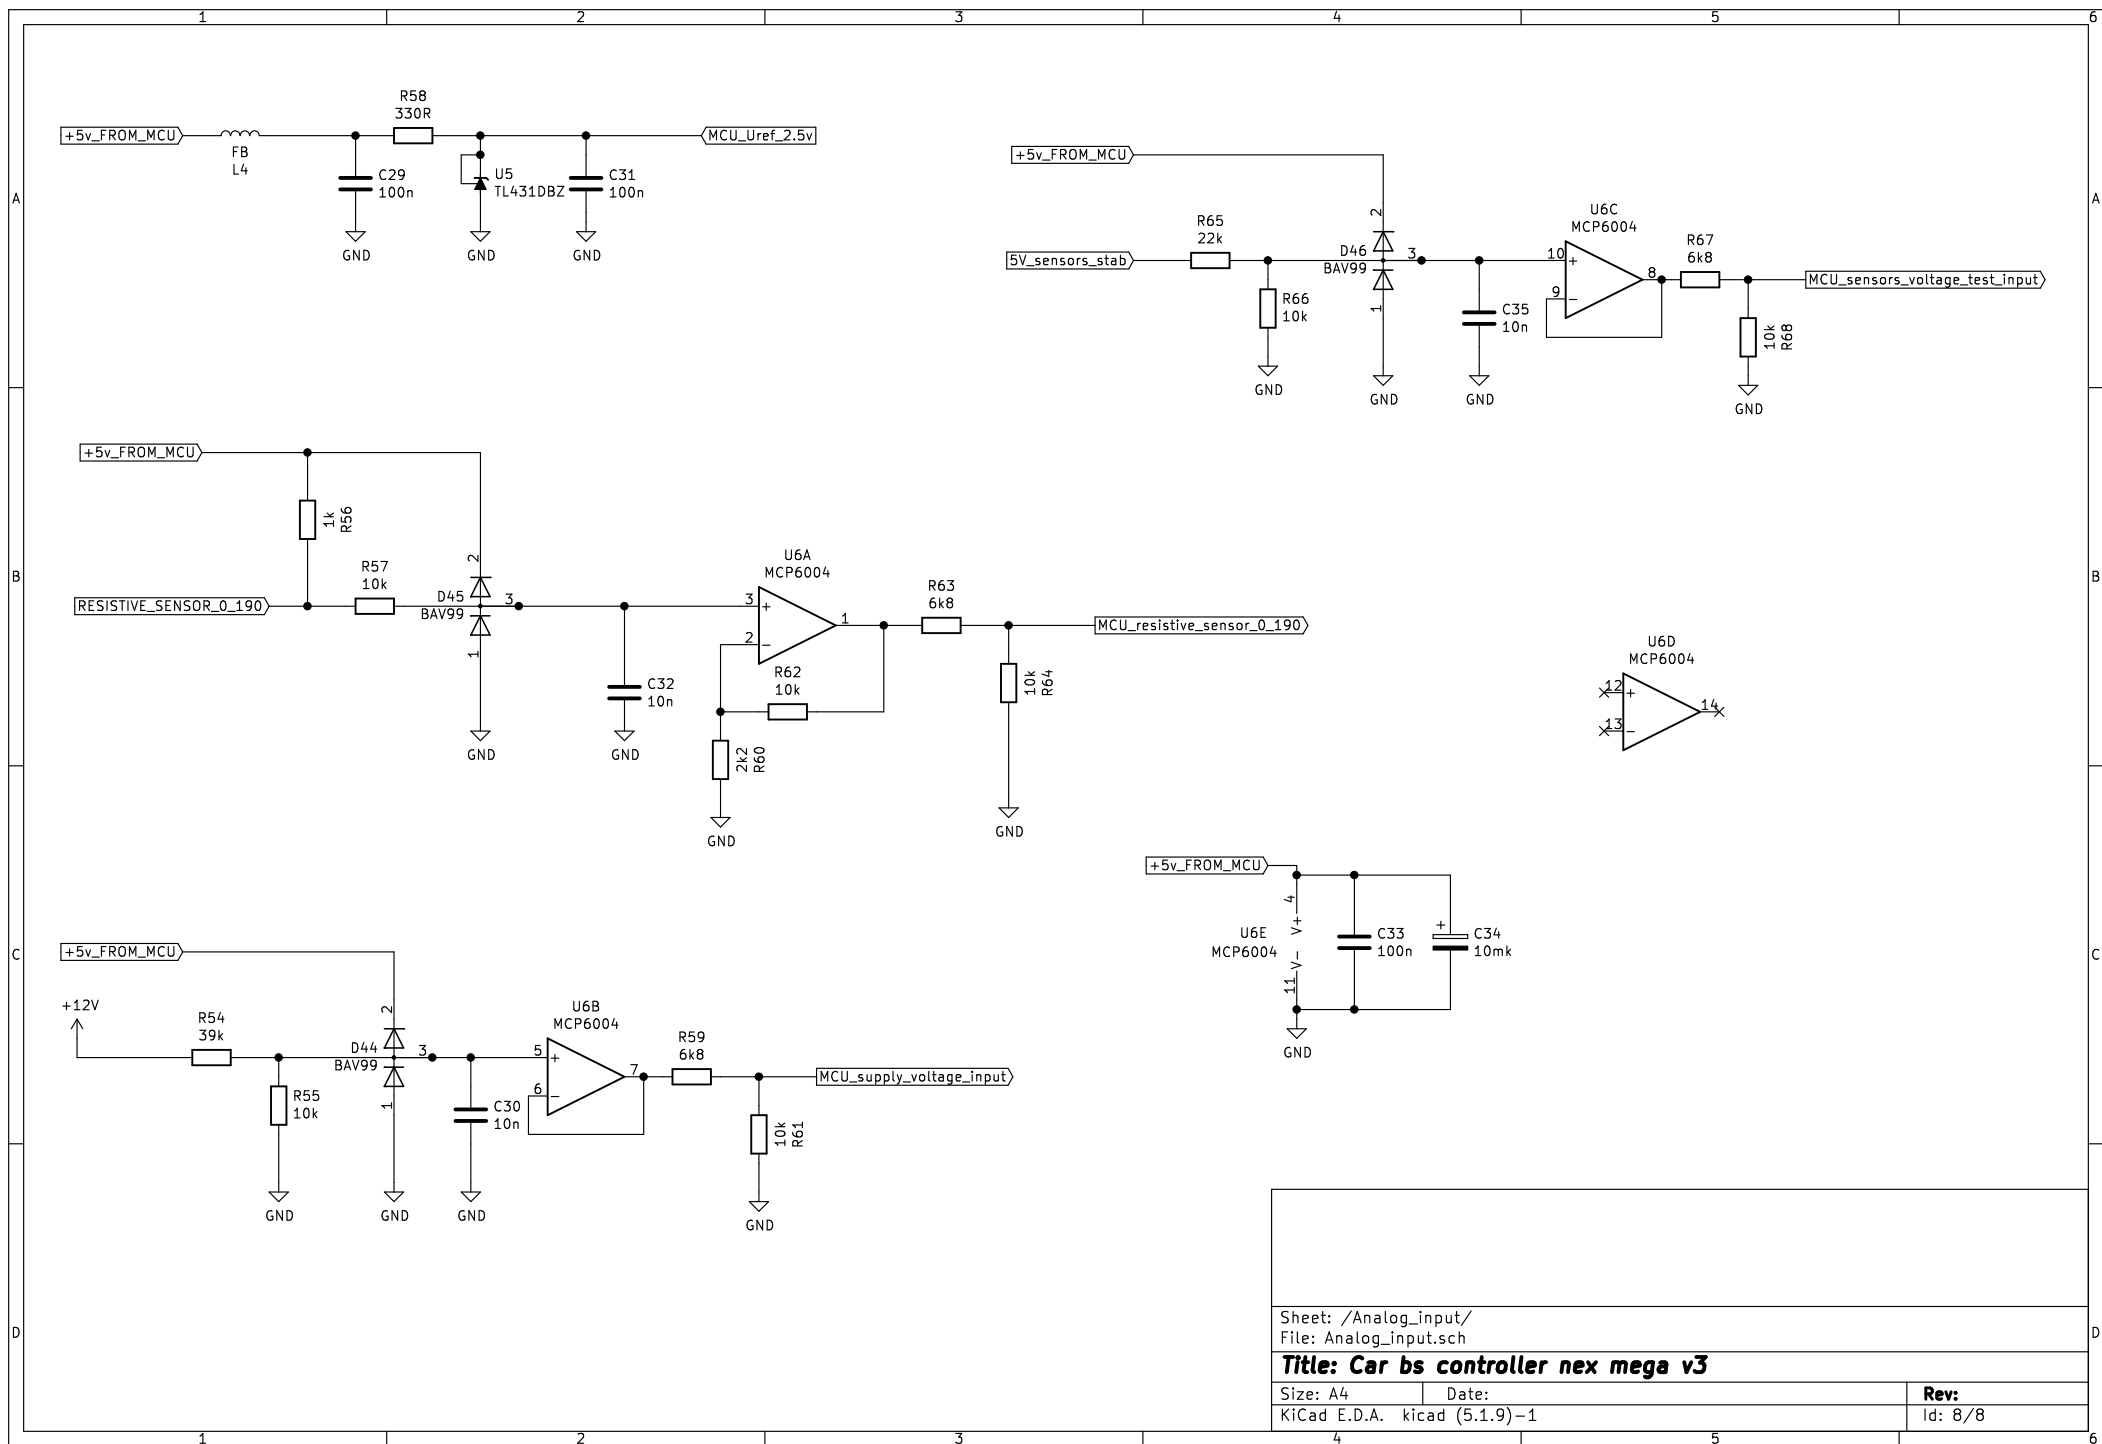 1 2 3 4 5 6
A
B
C
D
A
B
C
D
+5v_FROM_MCU
FB
L4
R58
330R
C29
100n
U5
TL431DBZ
C31
100n
MCU_Uref_2.5v
GND
GND
GND
+5v_FROM_MCU
5V_sensors_stab
R65
22k
R66
10k
GND
2
D46
BAV99
3
1
GND
C35
10n
GND
U6C
MCP6004
10
+
9
-
8
R67
6k8
10k
R68
GND
MCU_sensors_voltage_test_input
+5v_FROM_MCU
1k
R56
RESISTIVE_SENSOR_0_190
R57
10k
2
D45
BAV99
3
1
GND
C32
10n
GND
U6A
MCP6004
3
+
2
-
1
R62
10k
2k2
R60
GND
R63
6k8
10k
R64
GND
MCU_resistive_sensor_0_190
U6D
MCP6004
12
+
13
-
14
+5v_FROM_MCU
4
V+
U6E
MCP6004
V-
11
GND
C33
100n
+
C34
10mk
+5v_FROM_MCU
+12V
R54
39k
R55
10k
GND
2
D44
BAV99
3
1
GND
C30
10n
GND
U6B
MCP6004
5
+
6
-
7
R59
6k8
10k
R61
GND
MCU_supply_voltage_input
Sheet: /Analog_input/
File: Analog_input.sch
Title: Car bs controller nex mega v3
Size: A4 Date: Rev:
KiCad E.D.A. kicad (5.1.9)-1 Id: 8/8
1 2 3 4 5 6